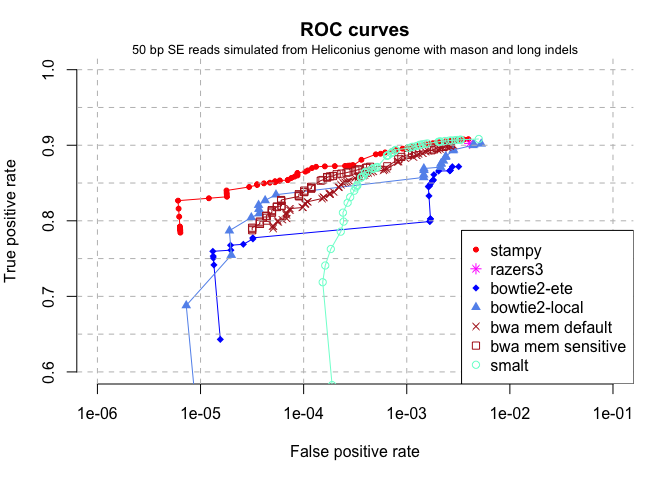 ROC curves
50 bp SE reads simulated from Heliconius genome with mason and long indels
True positive rate
1.0
0.9
0.8
0.7
0.6
stampy
razers3
bowtie2-ete
bowtie2-local
bwa mem default
bwa mem sensitive
smalt
1e-06 1e-05 1e-04 1e-03 1e-02 1e-01
False positive rate